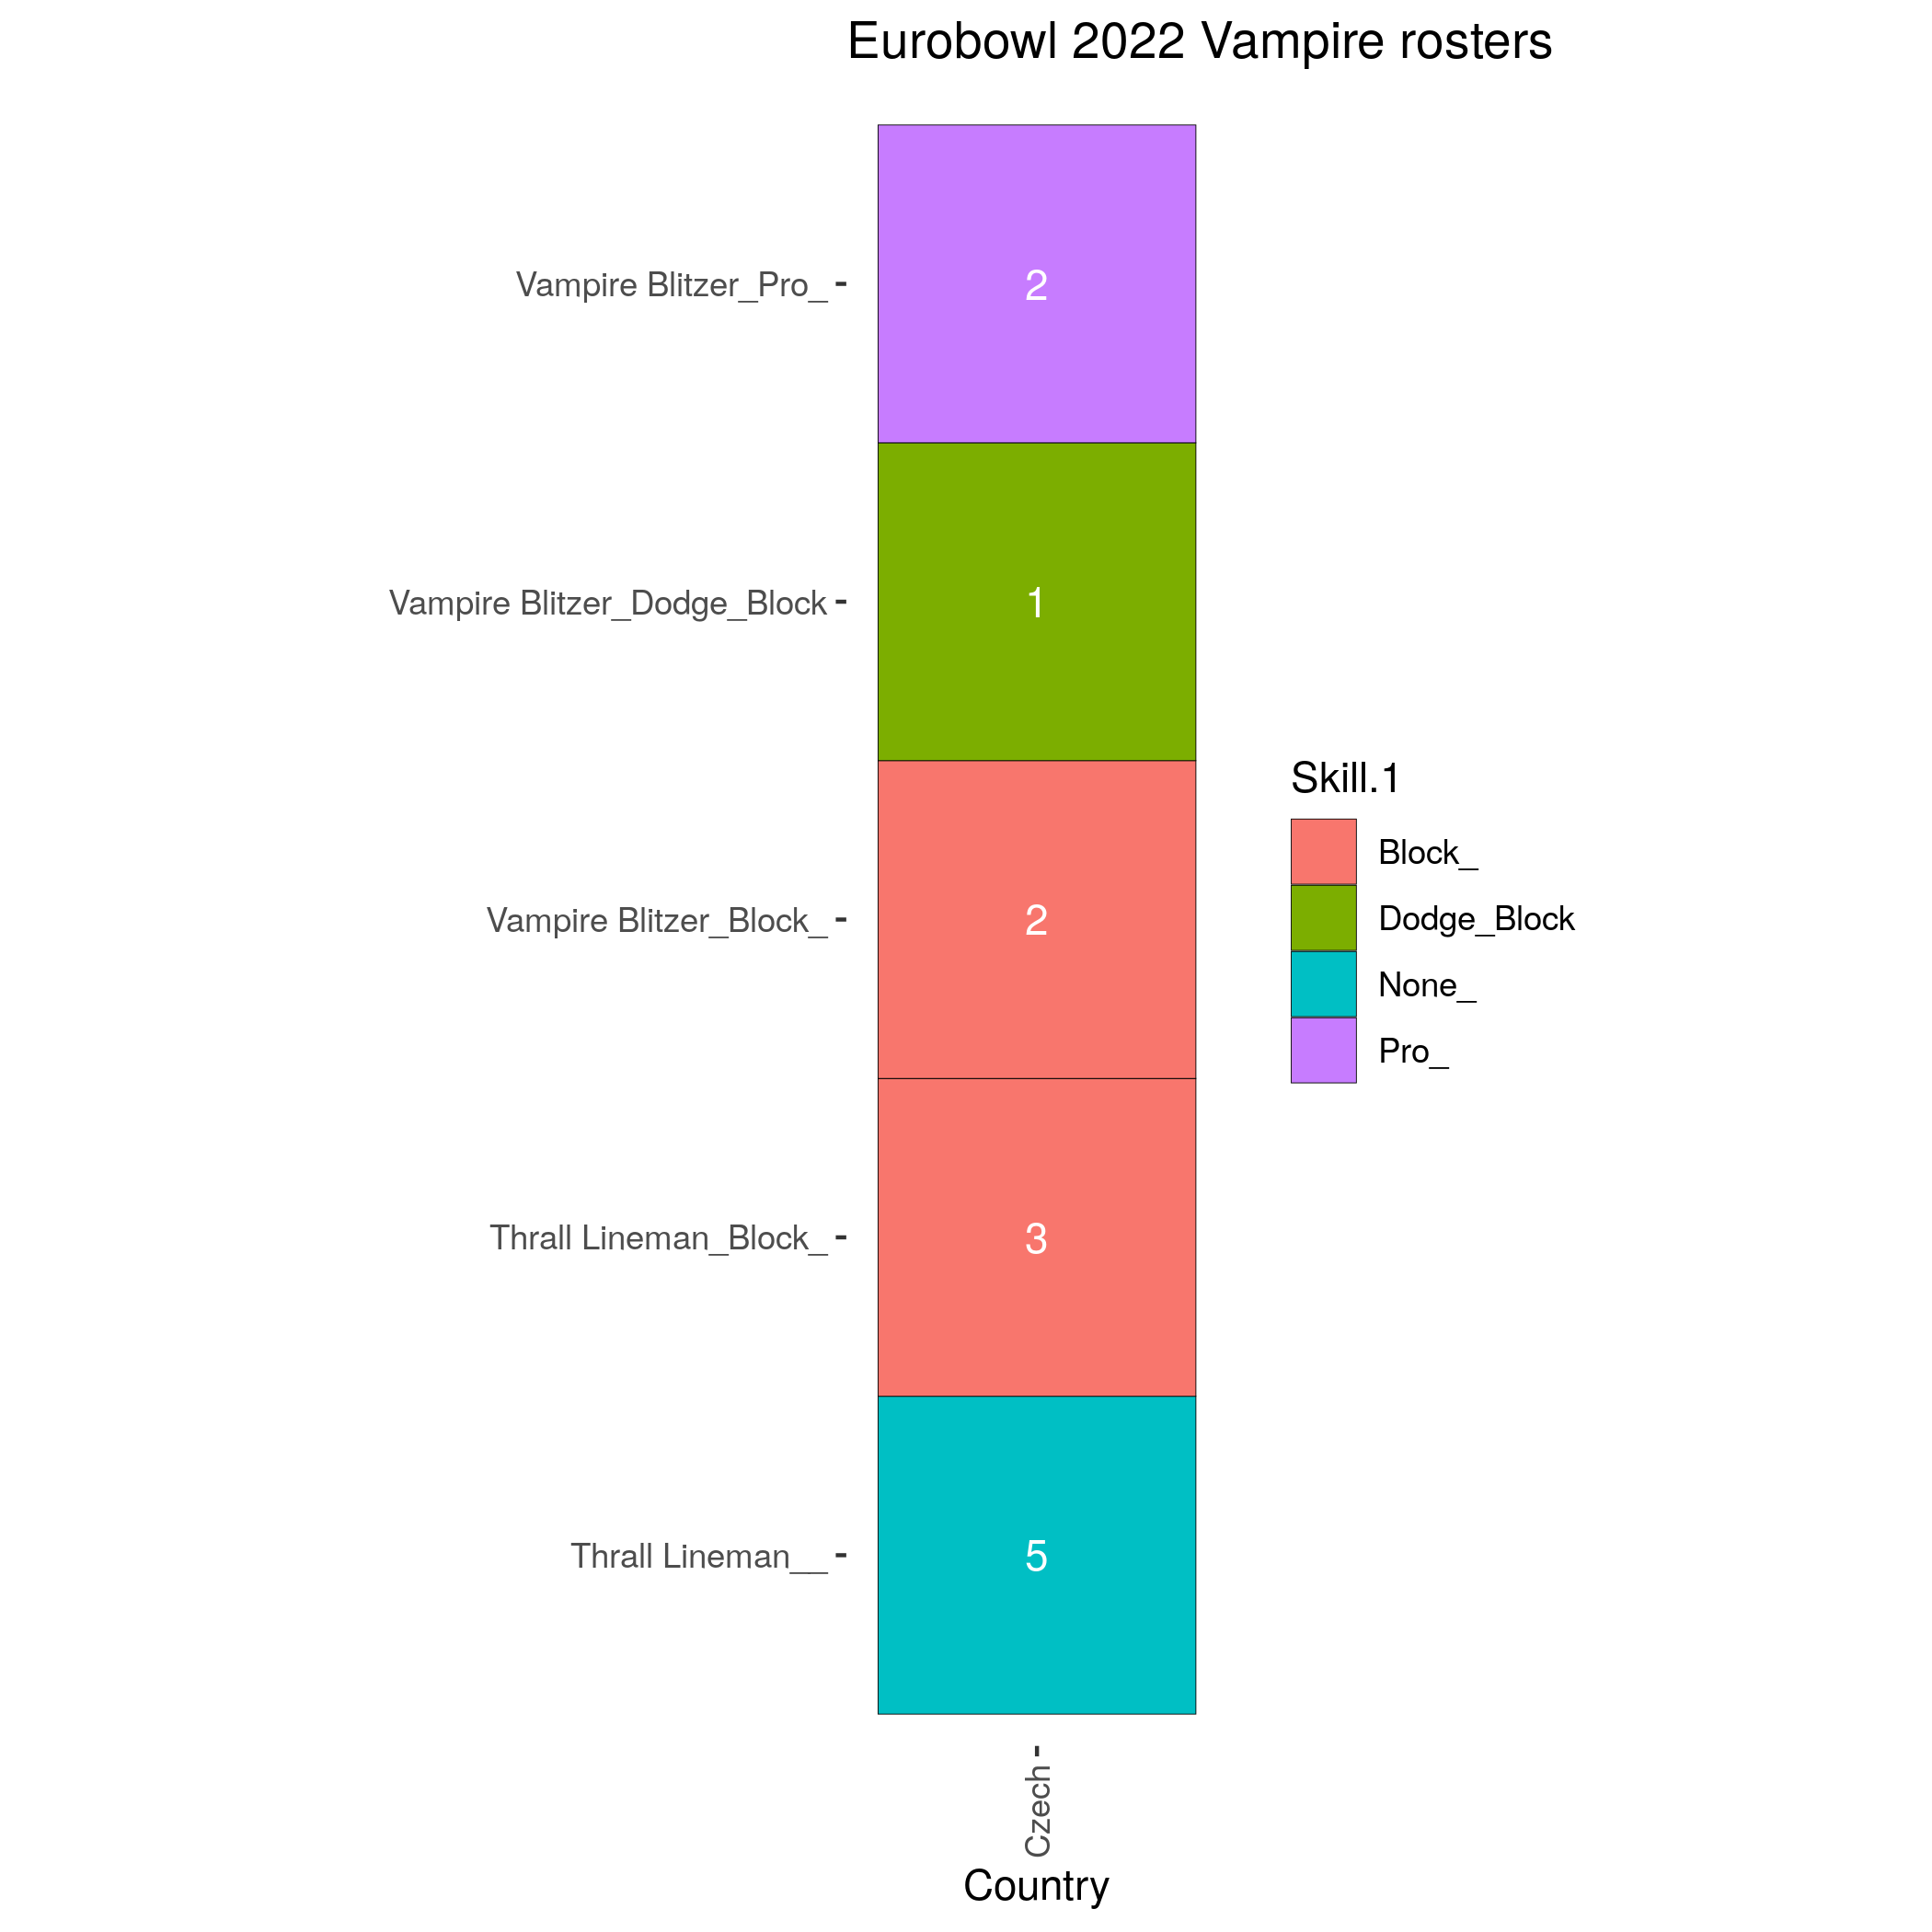 Eurobowl 2022 Vampire rosters
Vampire Blitzer_Pro_
2
Vampire Blitzer_Dodge_Block
1
Vampire Blitzer_Block_
2
Thrall Lineman_Block_
3
Thrall Lineman__
5
Skill.1
Block_
Dodge_Block
None_
Pro_
Czech
Country